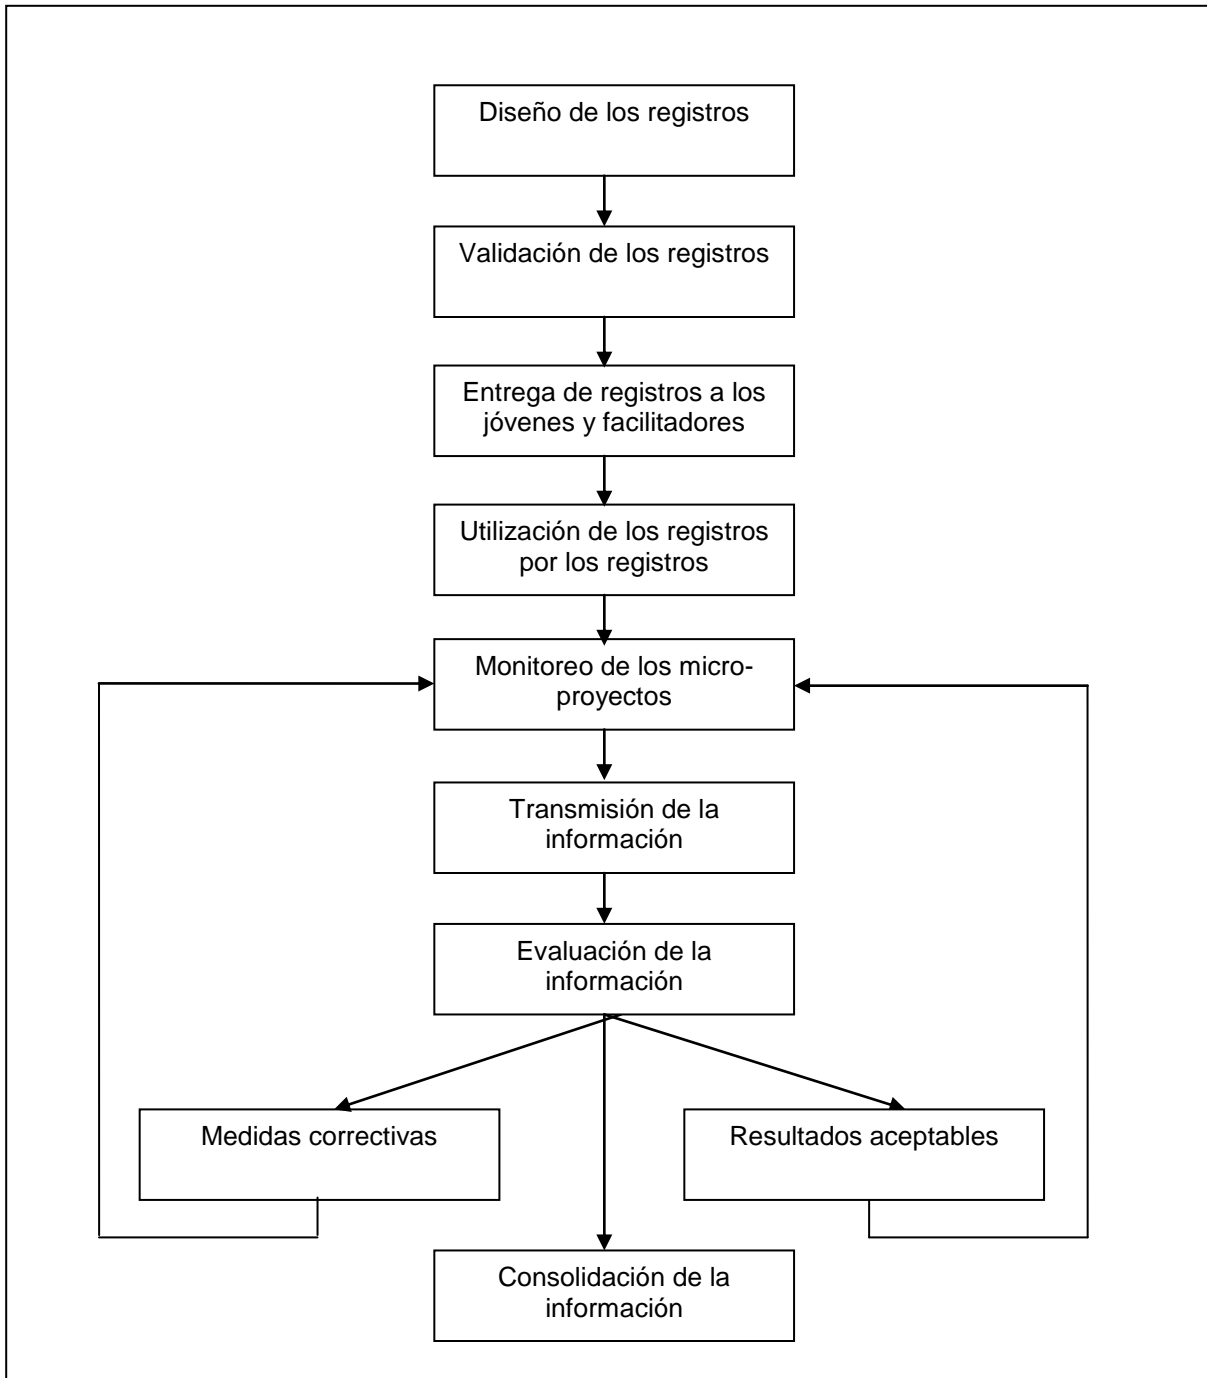 Diseño de los registros
Validación de los registros
Entrega de registros a los
jóvenes y facilitadores
Utilización de los registros
por los registros
Monitoreo de los micro-
proyectos
Transmisión de la
información
Evaluación de la
información
Medidas correctivas
Resultados aceptables
Consolidación de la
información